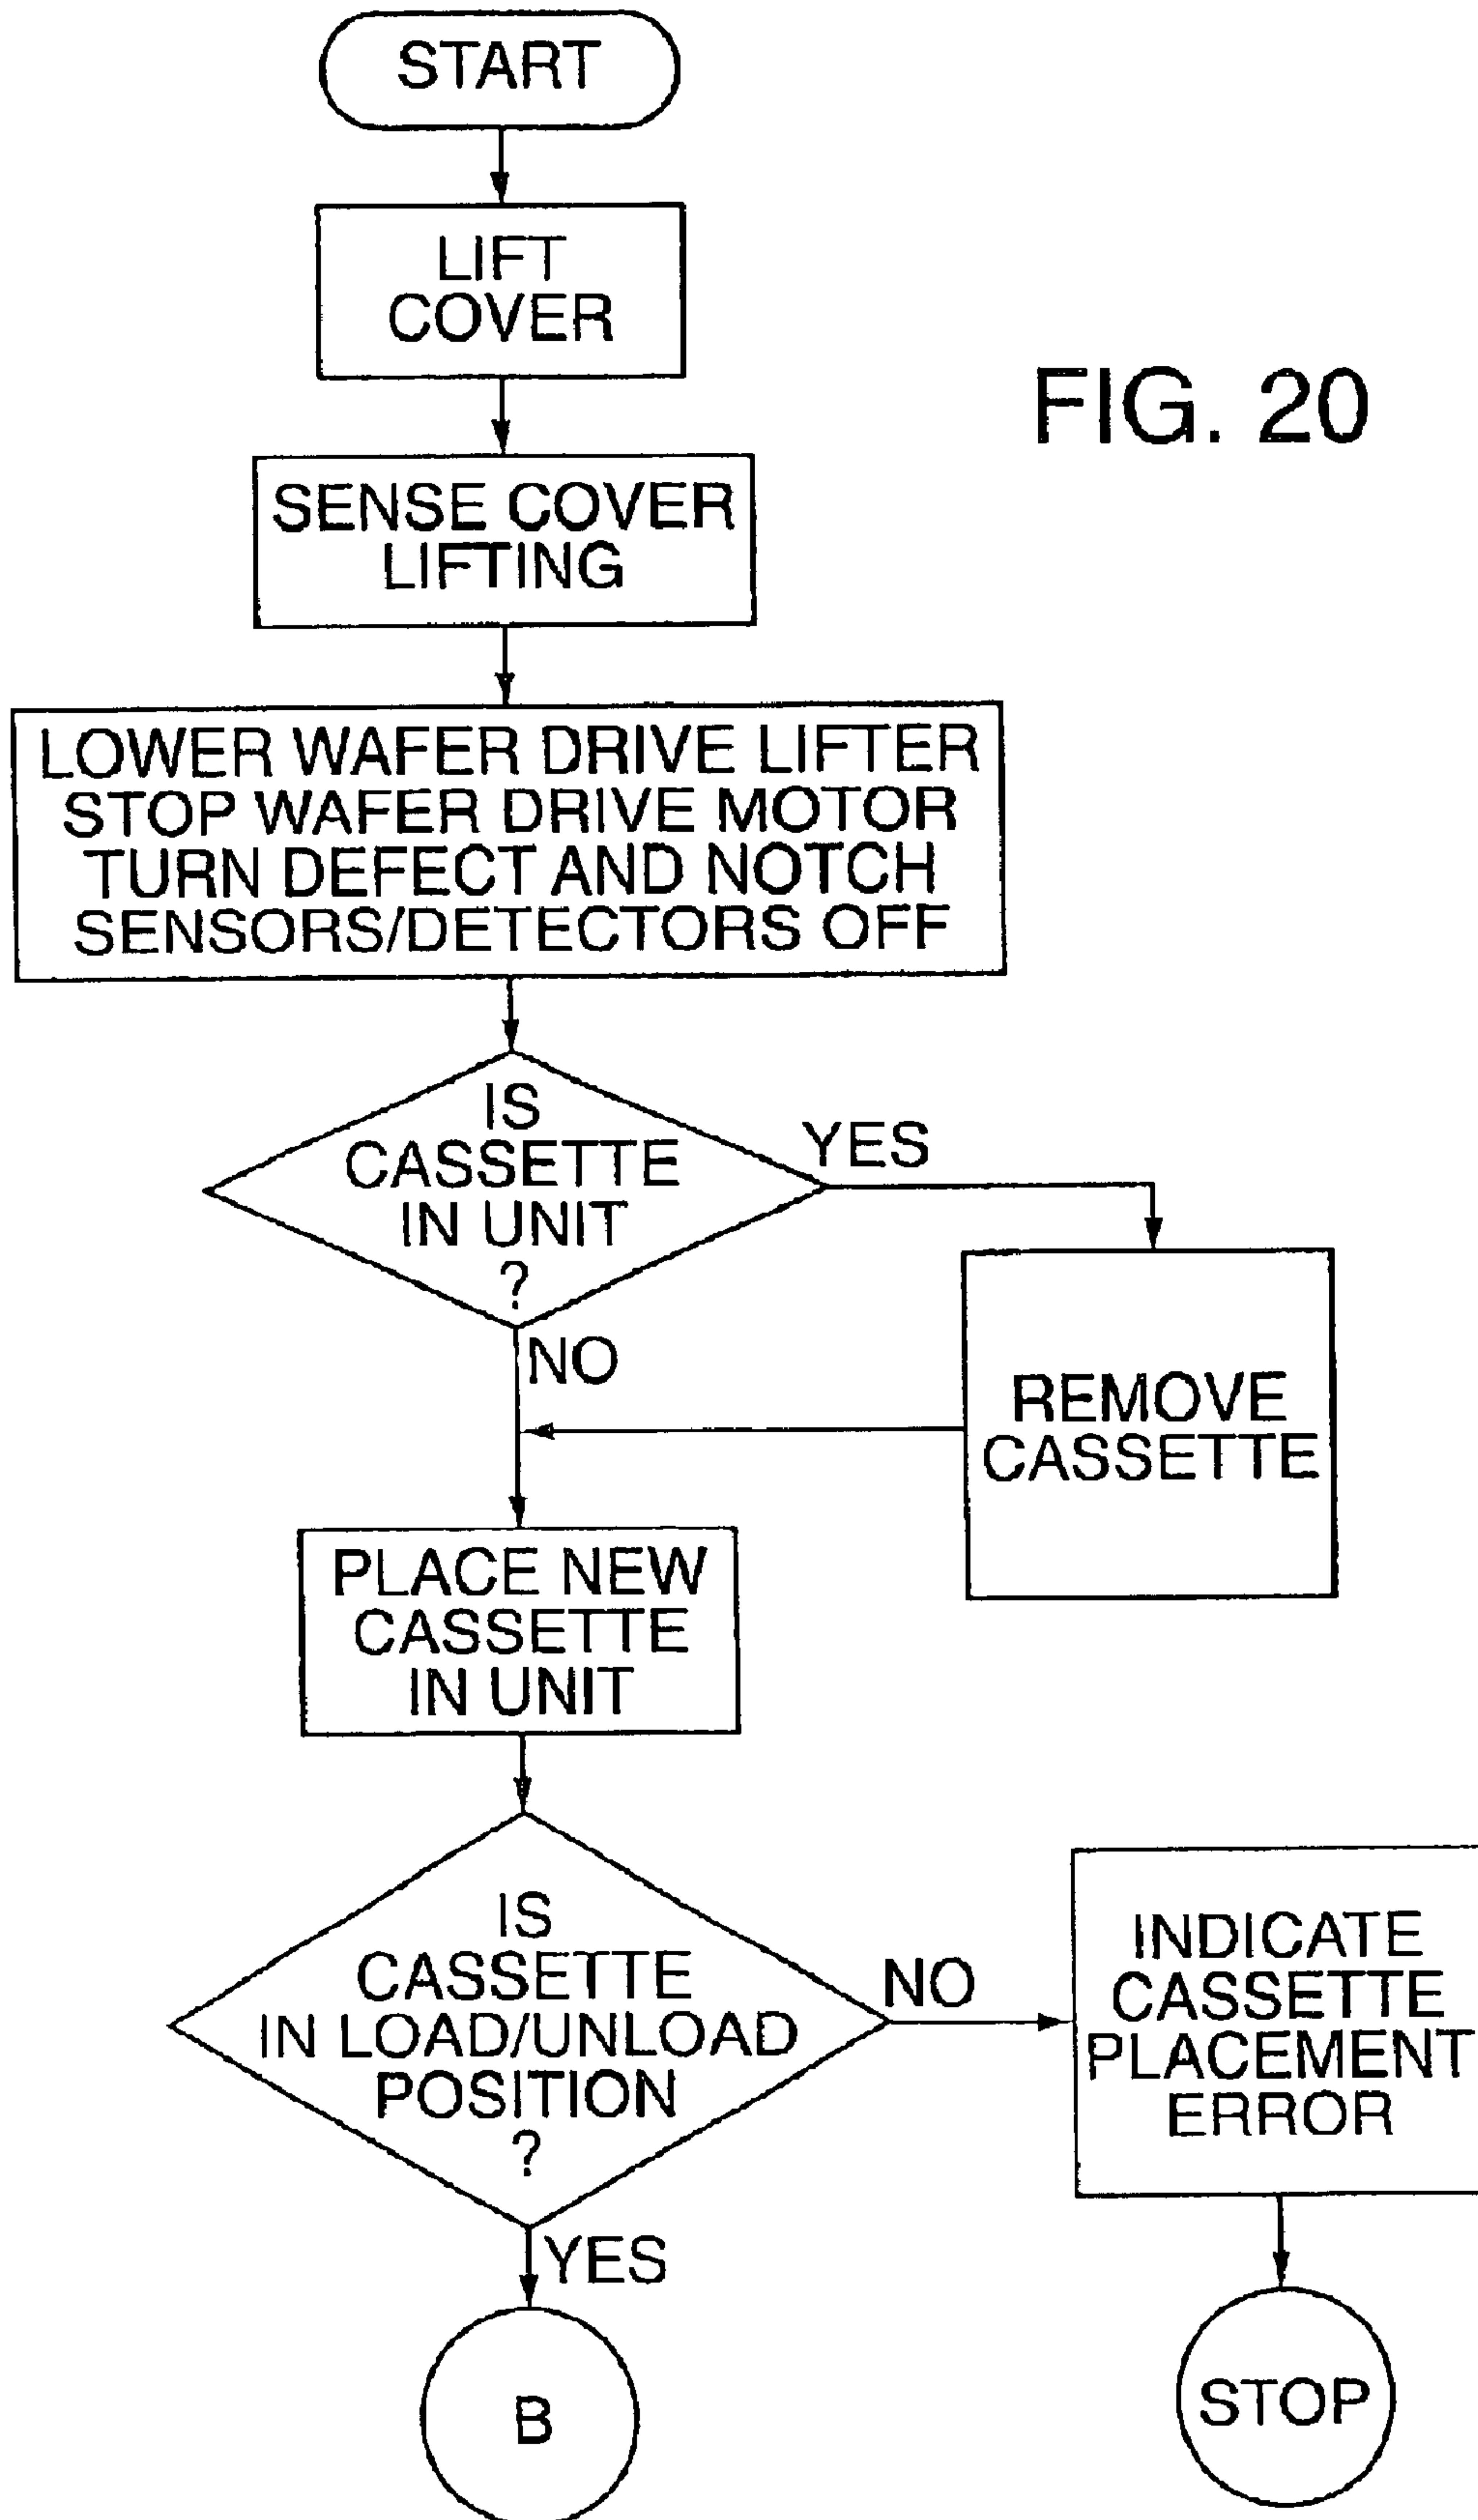 START
LIFT
COVER
FIG. 20
SENSE COVER
LIFTING
LOWER WAFER DRIVE LIFTER
STOP WAFER DRIVE MOTOR
TURN DEFECT AND NOTCH
SENSORS/DETECTORS OFF
IS
CASSETTE
IN UNIT
?
YES
NO
REMOVE
CASSETTE
PLACE NEW
CASSETTE
IN UNIT
IS
CASSETTE
IN LOAD/UNLOAD
POSITION
?
NO
INDICATE
CASSETTE
PLACEMENT
ERROR
YES
B
STOP